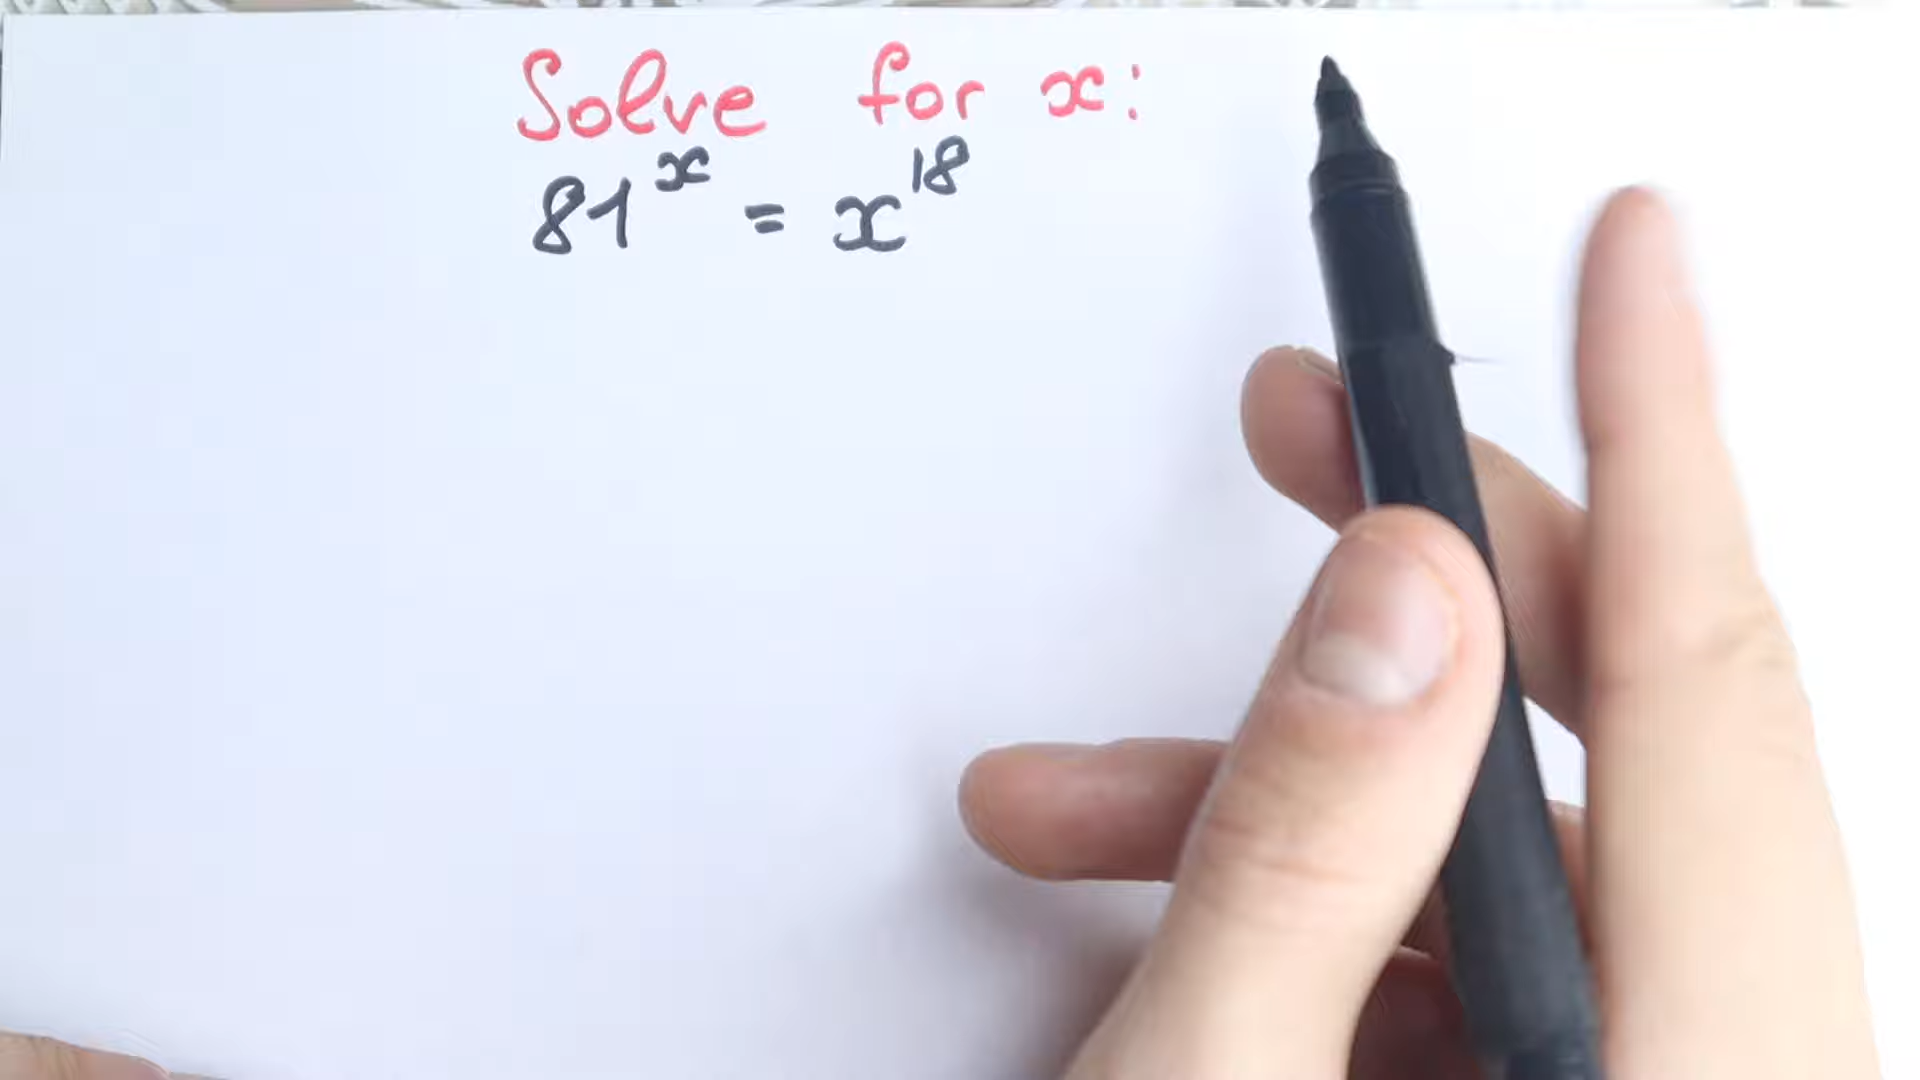 Solve for x:
81^x = x^18